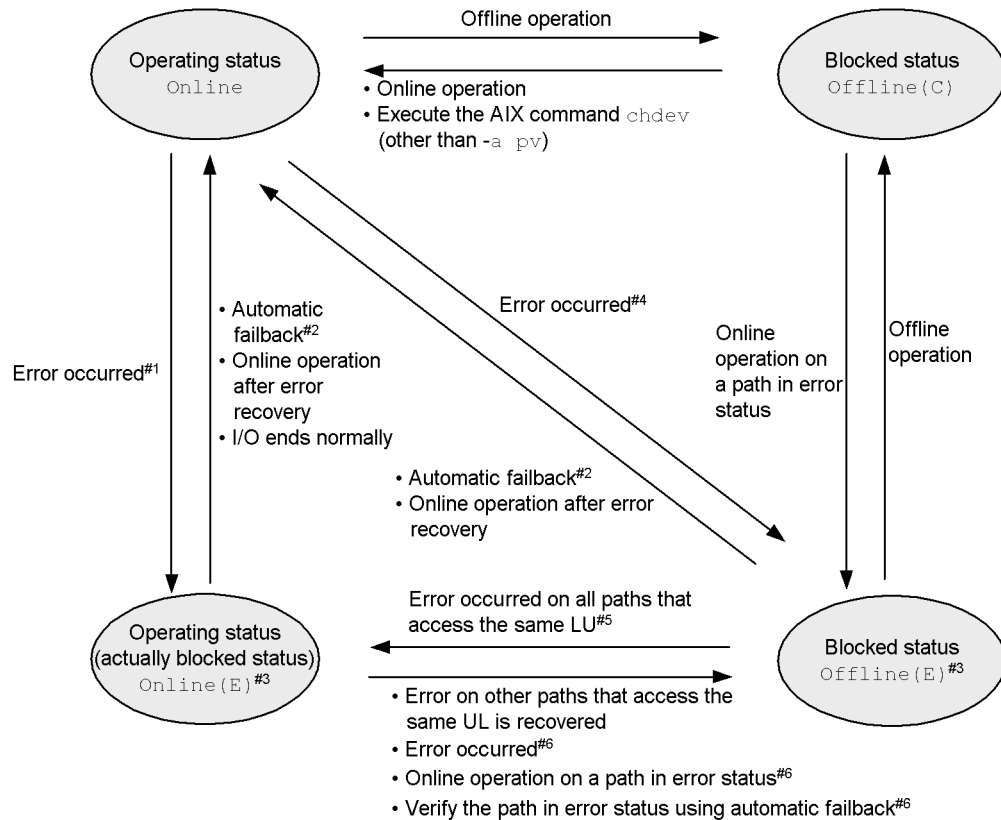 Offline operation
Operating status
Online
Blocked status
Offline(C)
• Online operation
• Execute the AIX command chdev
(other than -a pv)
Error occurred#4
• Automatic
failback#2
• Online operation
after error
recovery
• I/O ends normally
Error occurred#1
Online
operation on
a path in error
status
Offline
operation
• Automatic failback#2
• Online operation after error
recovery
Error occurred on all paths that
access the same LU#5
Operating status
(actually blocked status)
Online(E)#3
Blocked status
Offline(E)#3
• Error on other paths that access the
same UL is recovered
• Error occurred#6
• Online operation on a path in error status#6
• Verify the path in error status using automatic failback#6